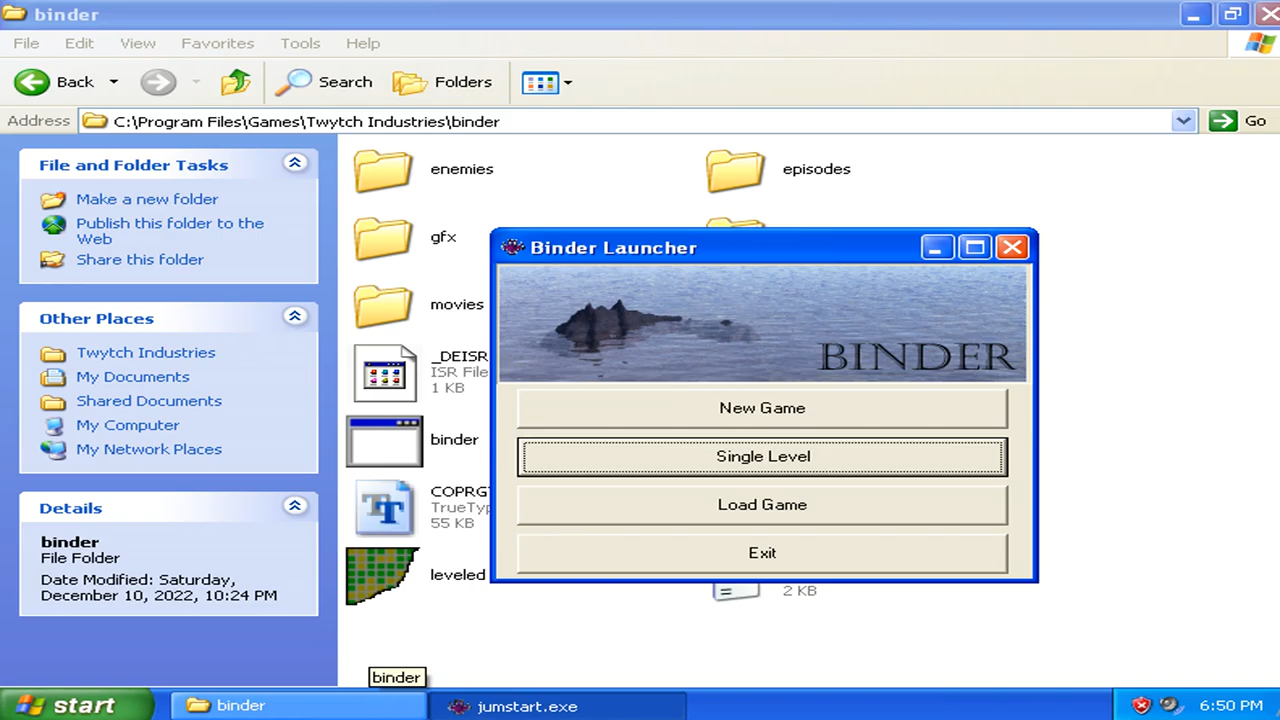 binder
File Edit View Favorites Tools Help
Back Search Folders
Address C:\Program Files\Games\Twytch Industries\binder Go
File and Folder Tasks
Make a new folder
Publish this folder to the
Web
Share this folder
Other Places
Twytch Industries
My Documents
Shared Documents
My Computer
My Network Places
Details
binder
File Folder
Date Modified: Saturday,
December 10, 2022, 10:24 PM
enemies episodes
gfx
movies
_DEISR
ISR File
1 KB
binder
COPRGT
TrueType
55 KB
leveled
2 KB
Binder Launcher
BINDER
New Game
Single Level
Load Game
Exit
binder
start binder jumstart.exe 6:50 PM